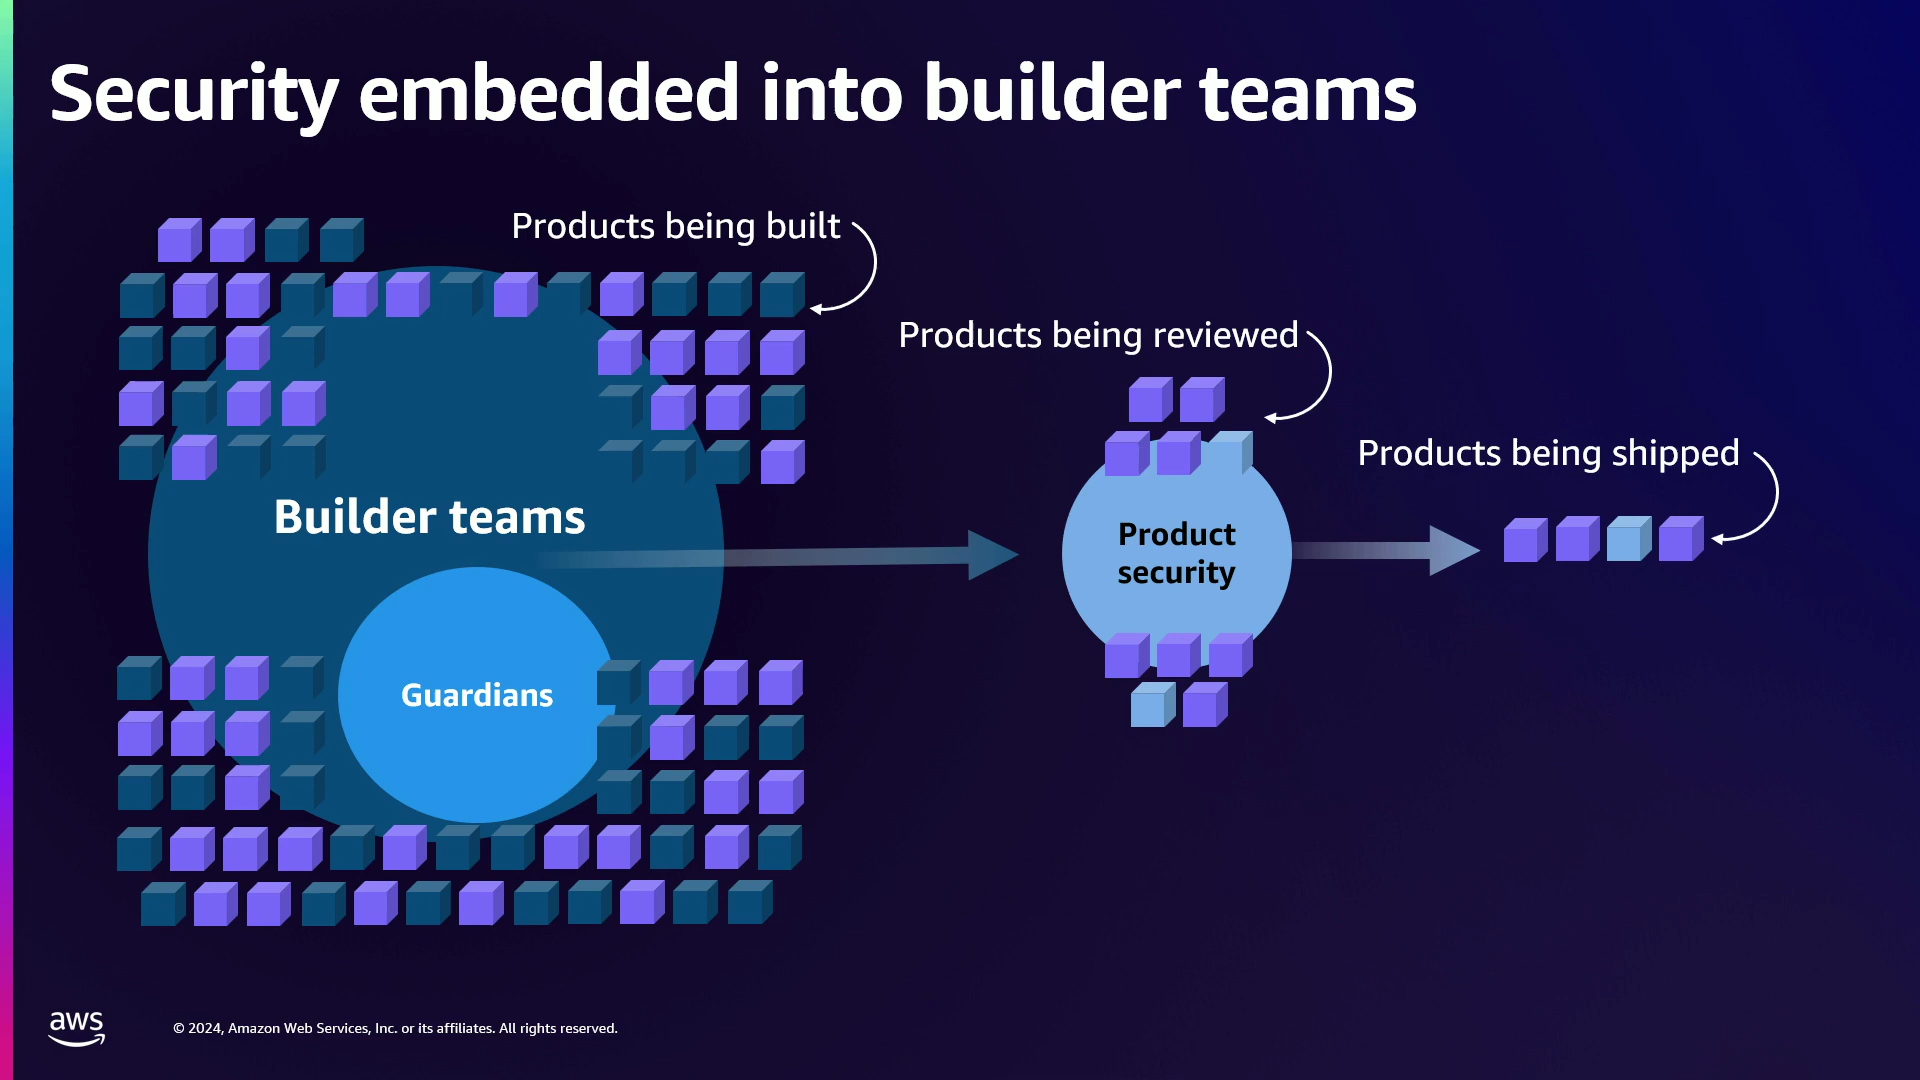 Security embedded into builder teams
Products being built
Products being reviewed
Products being shipped
Builder teams
Product
security
Guardians
aws
© 2024, Amazon Web Services, Inc. or its affiliates. All rights reserved.